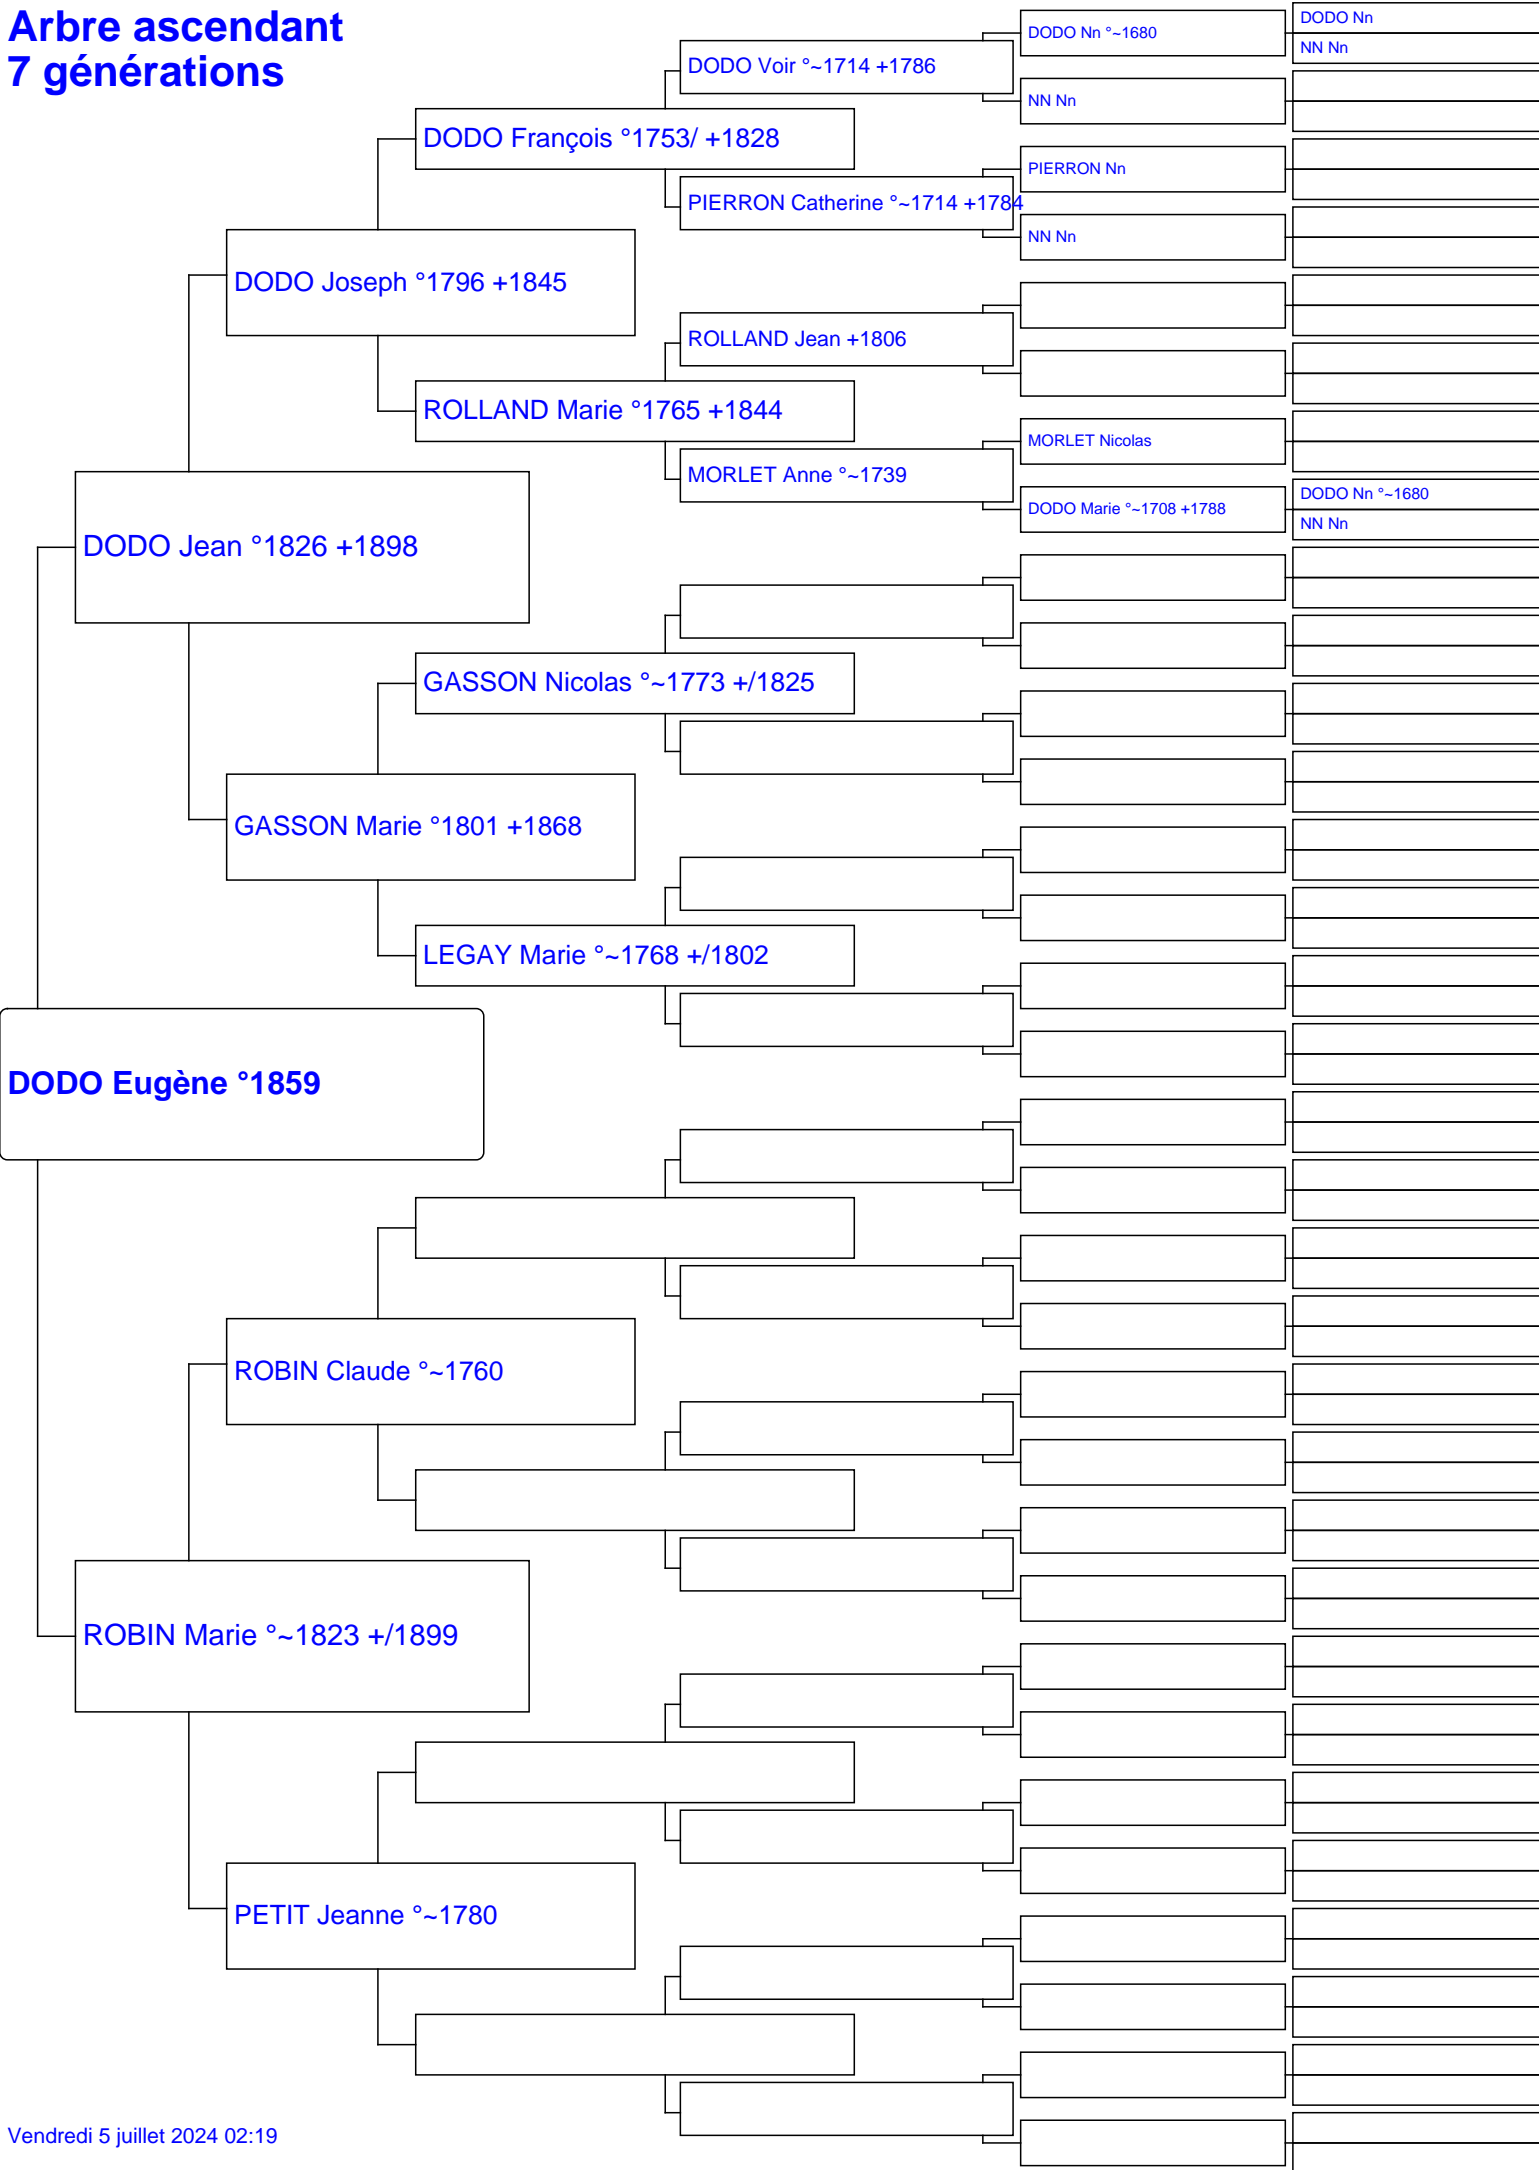 Arbre ascendant
7 générations
DODO Nn
DODO Nn °~1680
NN Nn
DODO Voir °~1714 +1786
NN Nn
DODO François °1753/ +1828
PIERRON Nn
PIERRON Catherine °~1714 +1784
NN Nn
DODO Joseph °1796 +1845
ROLLAND Jean +1806
ROLLAND Marie °1765 +1844
MORLET Nicolas
MORLET Anne °~1739
DODO Nn °~1680
DODO Marie °~1708 +1788
NN Nn
DODO Jean °1826 +1898
GASSON Nicolas °~1773 +/1825
GASSON Marie °1801 +1868
LEGAY Marie °~1768 +/1802
DODO Eugène °1859
ROBIN Claude °~1760
ROBIN Marie °~1823 +/1899
PETIT Jeanne °~1780
Vendredi 5 juillet 2024 02:19